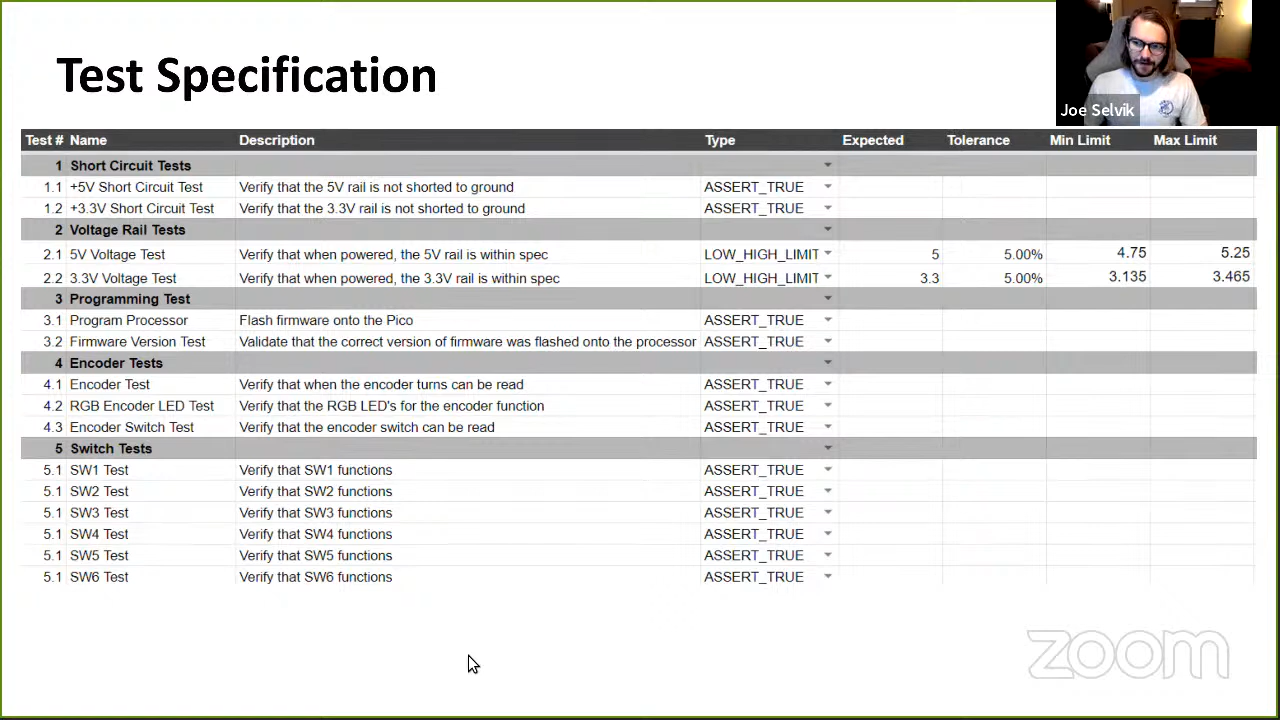 Test Specification
Joe Selvik
Test # Name Description Type Expected Tolerance Min Limit Max Limit
1 Short Circuit Tests
1.1 +5V Short Circuit Test Verify that the 5V rail is not shorted to ground ASSERT_TRUE
1.2 +3.3V Short Circuit Test Verify that the 3.3V rail is not shorted to ground ASSERT_TRUE
2 Voltage Rail Tests
2.1 5V Voltage Test Verify that when powered, the 5V rail is within spec LOW_HIGH_LIMIT 5 5.00% 4.75 5.25
2.2 3.3V Voltage Test Verify that when powered, the 3.3V rail is within spec LOW_HIGH_LIMIT 3.3 5.00% 3.135 3.465
3 Programming Test
3.1 Program Processor Flash firmware onto the Pico ASSERT_TRUE
3.2 Firmware Version Test Validate that the correct version of firmware was flashed onto the processor ASSERT_TRUE
4 Encoder Tests
4.1 Encoder Test Verify that when the encoder turns can be read ASSERT_TRUE
4.2 RGB Encoder LED Test Verify that the RGB LED's for the encoder function ASSERT_TRUE
4.3 Encoder Switch Test Verify that the encoder switch can be read ASSERT_TRUE
5 Switch Tests
5.1 SW1 Test Verify that SW1 functions ASSERT_TRUE
5.1 SW2 Test Verify that SW2 functions ASSERT_TRUE
5.1 SW3 Test Verify that SW3 functions ASSERT_TRUE
5.1 SW4 Test Verify that SW4 functions ASSERT_TRUE
5.1 SW5 Test Verify that SW5 functions ASSERT_TRUE
5.1 SW6 Test Verify that SW6 functions ASSERT_TRUE
zoom